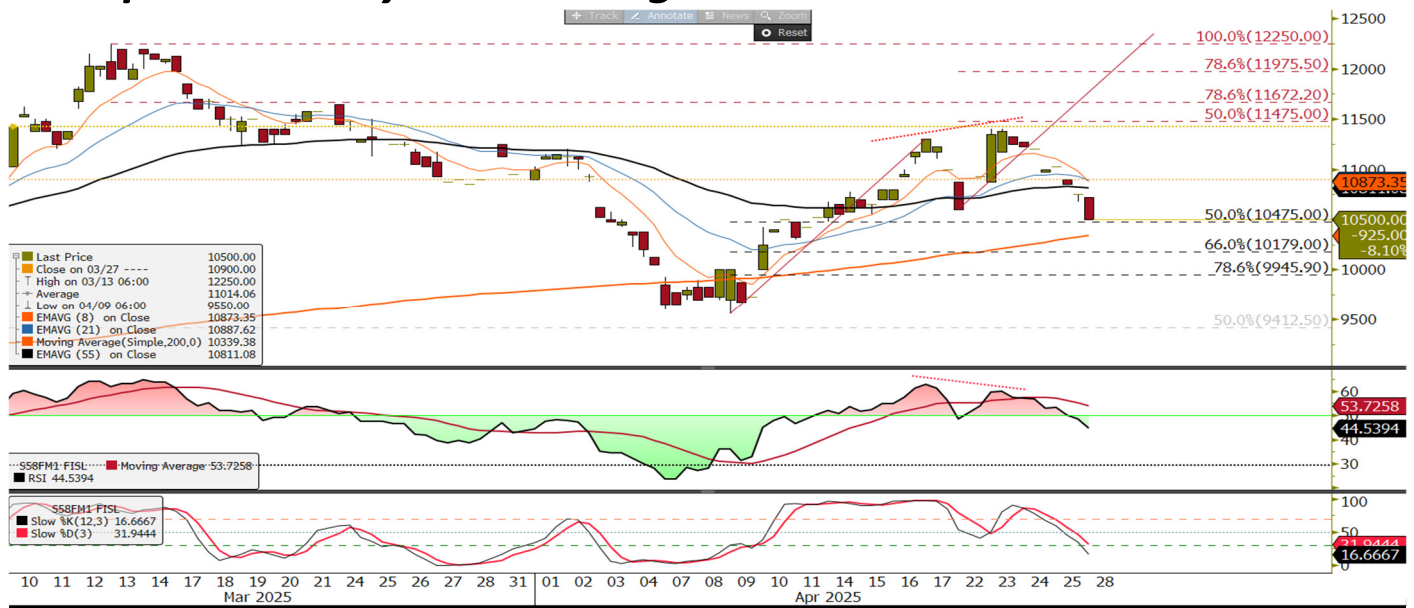 Track Annotate News Zoom
Reset
12500
100.0%(12250.00)
12000
78.6%(11975.50)
78.6%(11672.20)
11500
50.0%(11475.00)
11000
10873.35
50.0%(10475.00)
10500.00
-925.00
-8.10%
66.0%(10179.00)
10000
78.6%(9945.90)
9500
50.0%(9412.50)
Last Price 10500.00
Close on 03/27 ---- 10900.00
High on 03/13 06:00 12250.00
Average 11014.06
Low on 04/09 06:00 9550.00
EMAVG (8) on Close 10873.35
EMAVG (21) on Close 10887.62
Moving Average(Simple,200,0) 10339.38
EMAVG (55) on Close 10811.08
60
53.7258
44.5394
40
30
S58FM1 FISL Moving Average 53.7258
RSI 44.5394
100
50
31.9444
16.6667
0
S58FM1 FISL
Slow %K(12,3) 16.6667
Slow %D(3) 31.9444
10 11 12 13 14 17 18 19 20 21 24 25 26 27 28 31 01 02 03 04 07 08 09 10 11 14 15 16 17 22 23 24 25 28
Mar 2025 Apr 2025